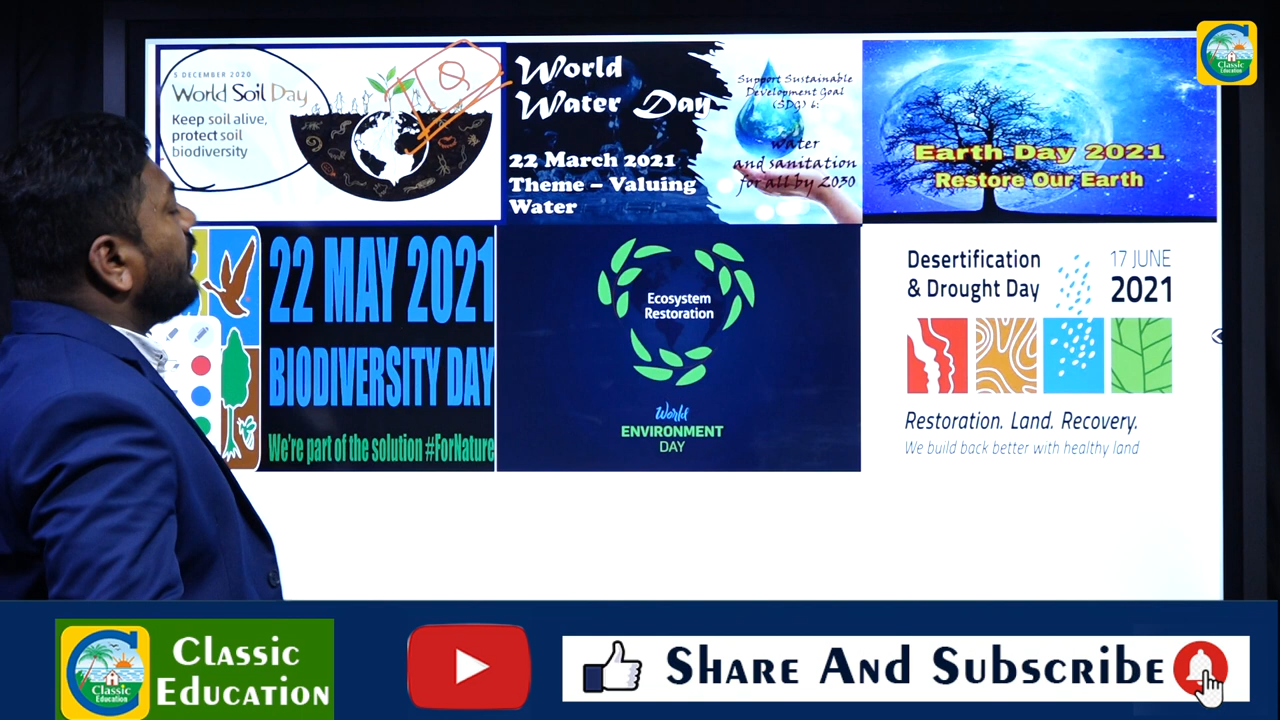 5 DECEMBER 2020
World Soil Day
Keep soil alive,
protect soil
biodiversity
Q
World
Water Day
22 March 2021
Theme – Valuing
Water
Support Sustainable
Development Goal
(SDG) 6:
water
and sanitation
for all by 2030
Earth Day 2021
Restore Our Earth
Classic
Education
22 MAY 2021
BIODIVERSITY DAY
We're part of the solution #ForNature
Ecosystem
Restoration
World
ENVIRONMENT
DAY
Desertification
& Drought Day
17 JUNE
2021
Restoration. Land. Recovery.
We build back better with healthy land
Classic
Education
CLASSIC
EDUCATION
SHARE AND SUBSCRIBE